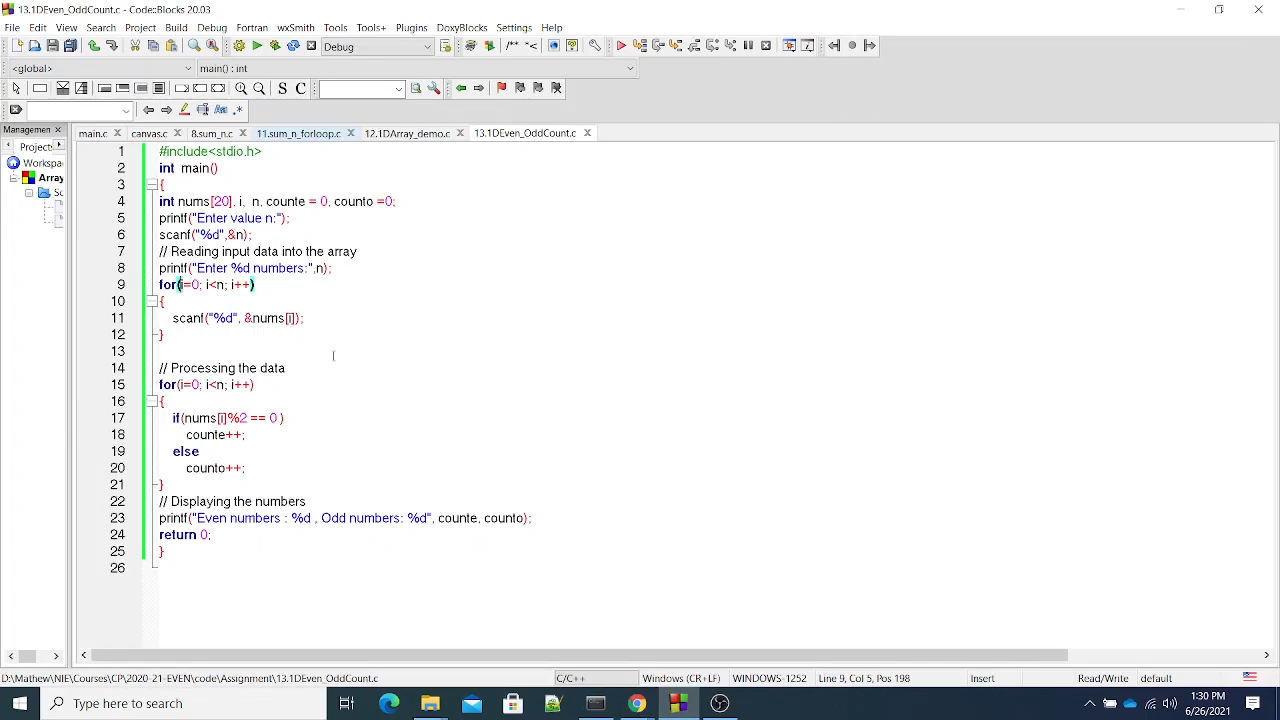 13.1DEven_OddCount.c - Code::Blocks 20.03
File Edit View Search Project Build Debug Fortran wxSmith Tools Tools+ Plugins DoxyBlocks Settings Help
Debug
<global> main() : int
S C
Aa .*
Managemen main.c canvas.c 8.sum_n.c 11.sum_n_forloop.c 12.1DArray_demo.c 13.1DEven_OddCount.c
Project
Workspa
Array
So
1 #include<stdio.h>
2 int main()
3 {
4 int nums[20], i, n, counte = 0, counto =0;
5 printf("Enter value n:");
6 scanf("%d",&n);
7 // Reading input data into the array
8 printf("Enter %d numbers:",n);
9 for(i=0; i<n; i++)
10 {
11 scanf("%d", &nums[i]);
12 }
13
14 // Processing the data
15 for(i=0; i<n; i++)
16 {
17 if(nums[i]%2 == 0 )
18 counte++;
19 else
20 counto++;
21 }
22 // Displaying the numbers
23 printf("Even numbers : %d , Odd numbers: %d", counte, counto);
24 return 0;
25 }
26
D:\Mathew\NIE\Courses\CP\2020-21-EVEN\code\Assignment\13.1DEven_OddCount.c C/C++ Windows (CR+LF) WINDOWS-1252 Line 9, Col 5, Pos 198 Insert Read/Write default
Type here to search
1:30 PM
6/26/2021